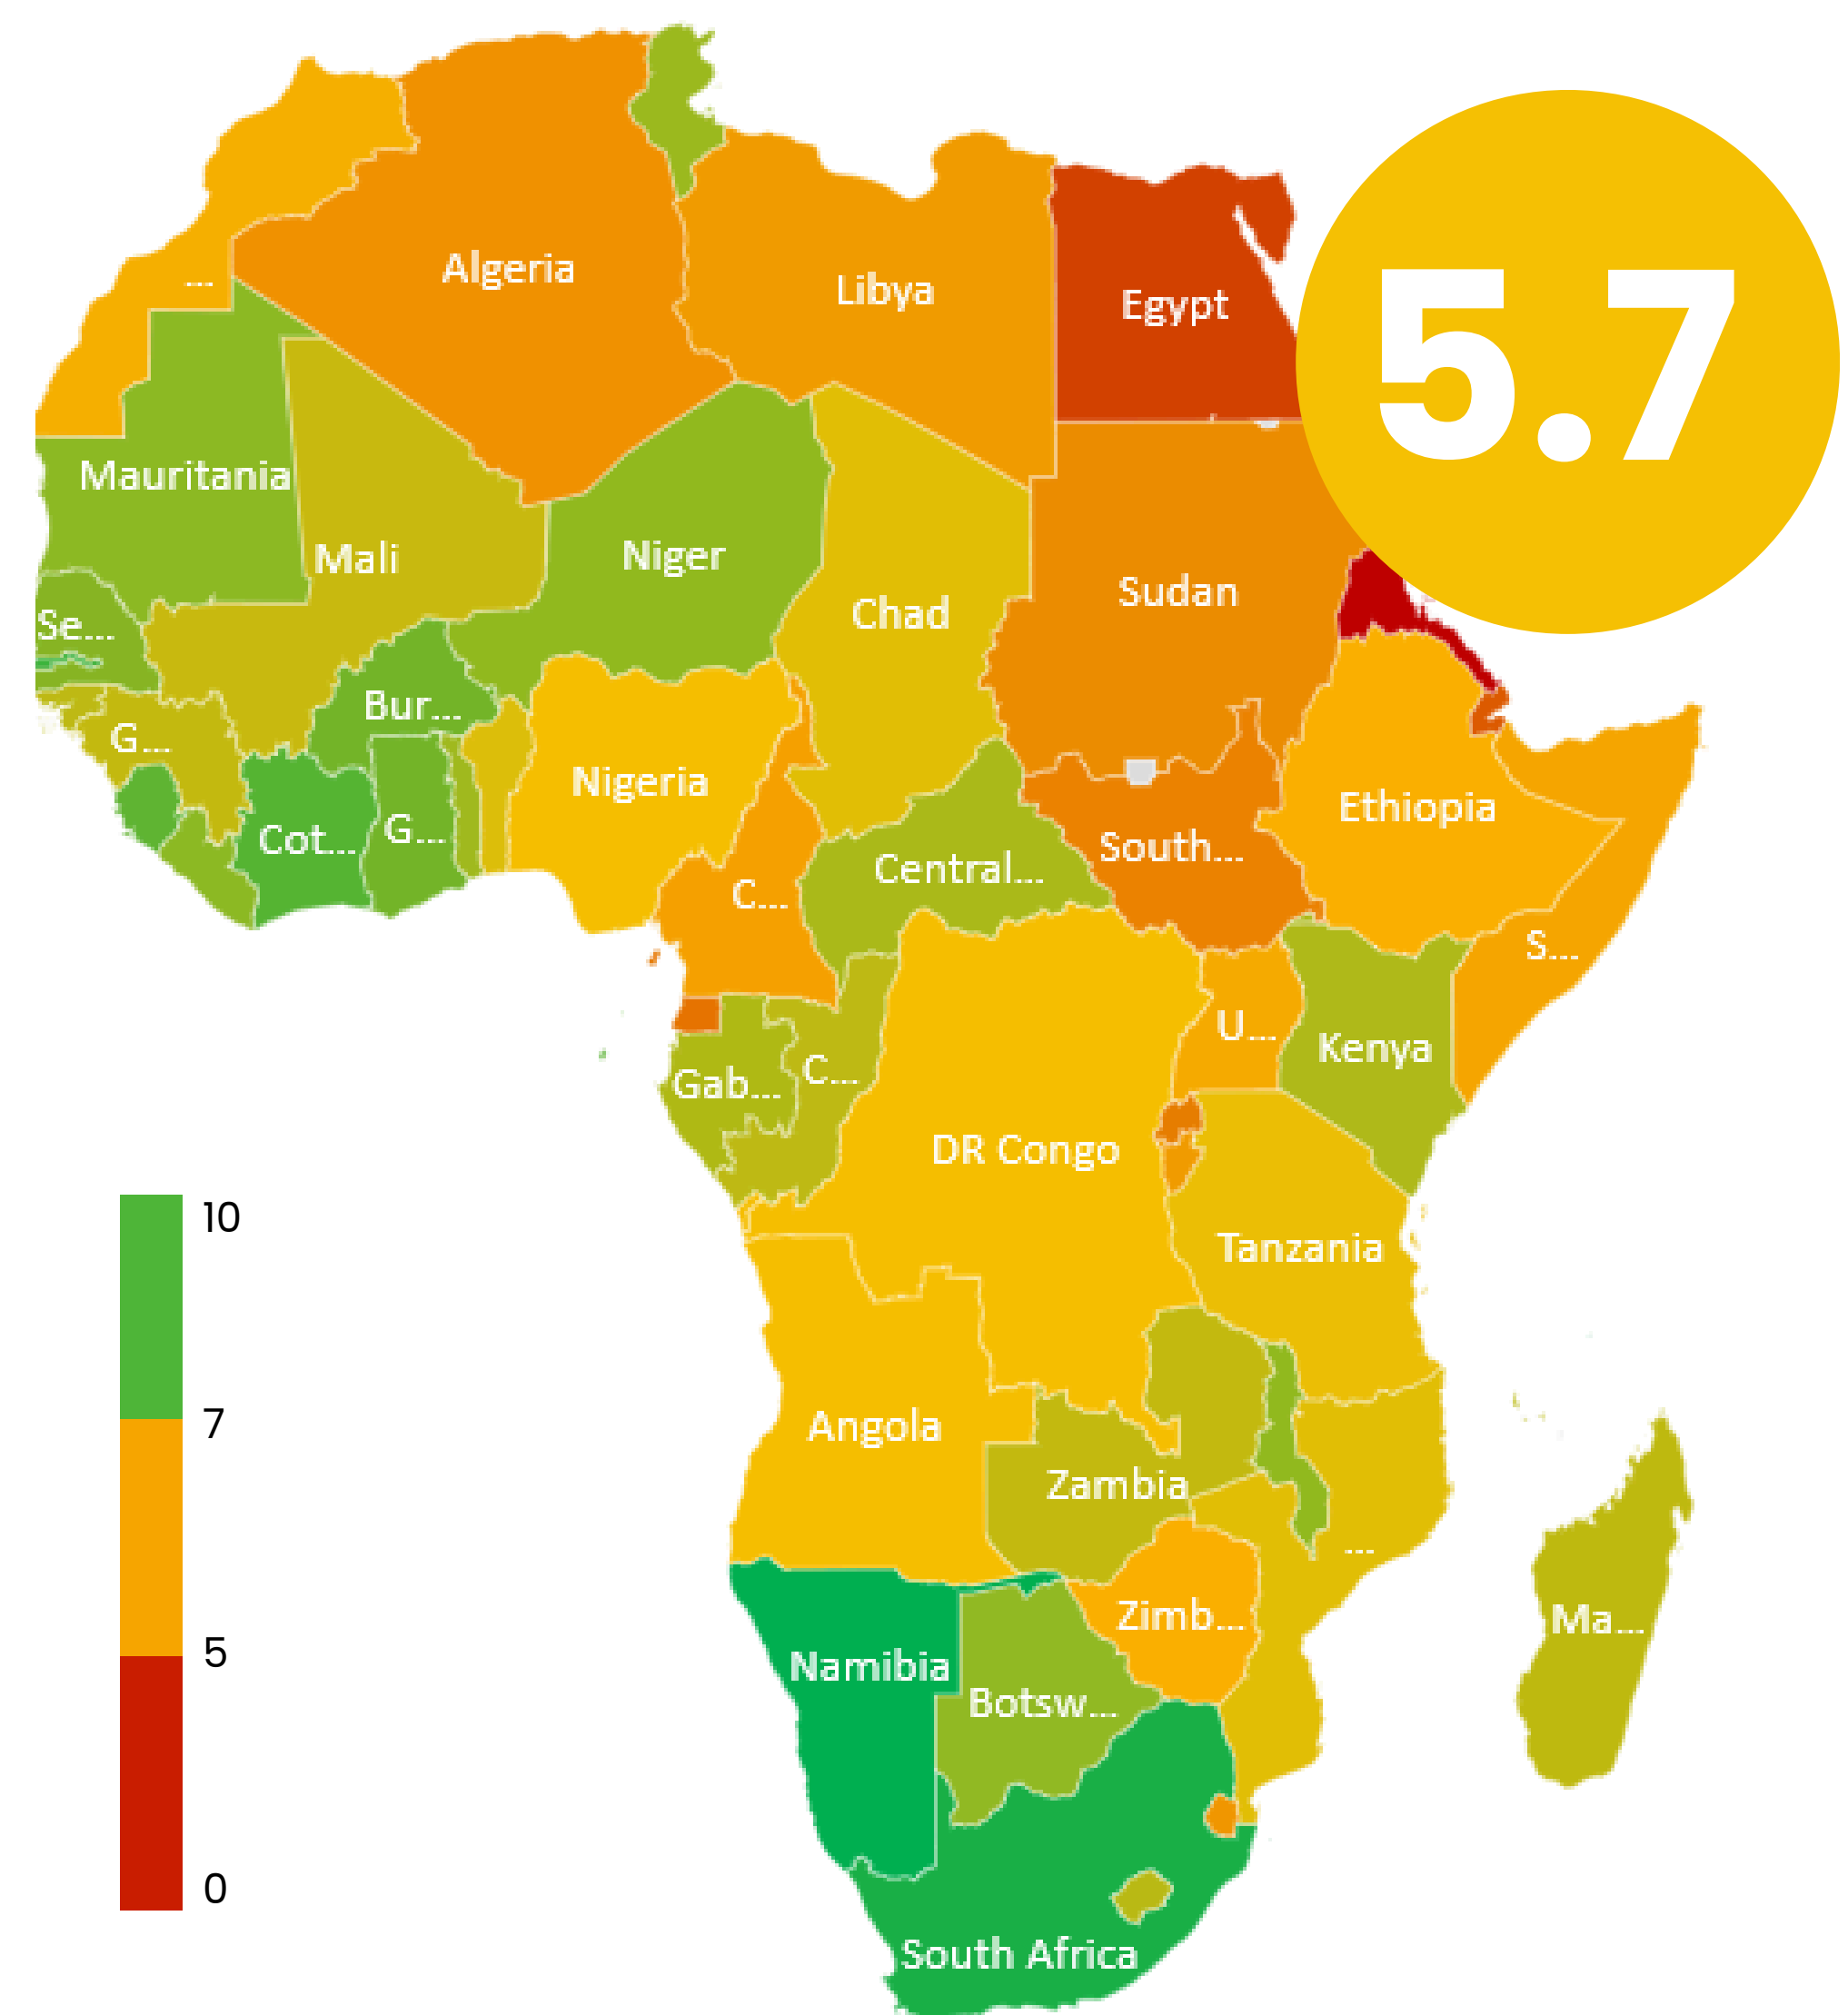 Algeria
...
Libya
Egypt
5.7
Mauritania
Mali
Niger
Chad
Sudan
Se...
Bur...
G...
Nigeria
Ethiopia
Cot...
G...
Central...
South...
C...
S...
U...
Kenya
Gab...
C...
DR Congo
Tanzania
10
7
5
0
Angola
Zambia
...
Zimb...
Ma...
Namibia
Botsw...
South Africa